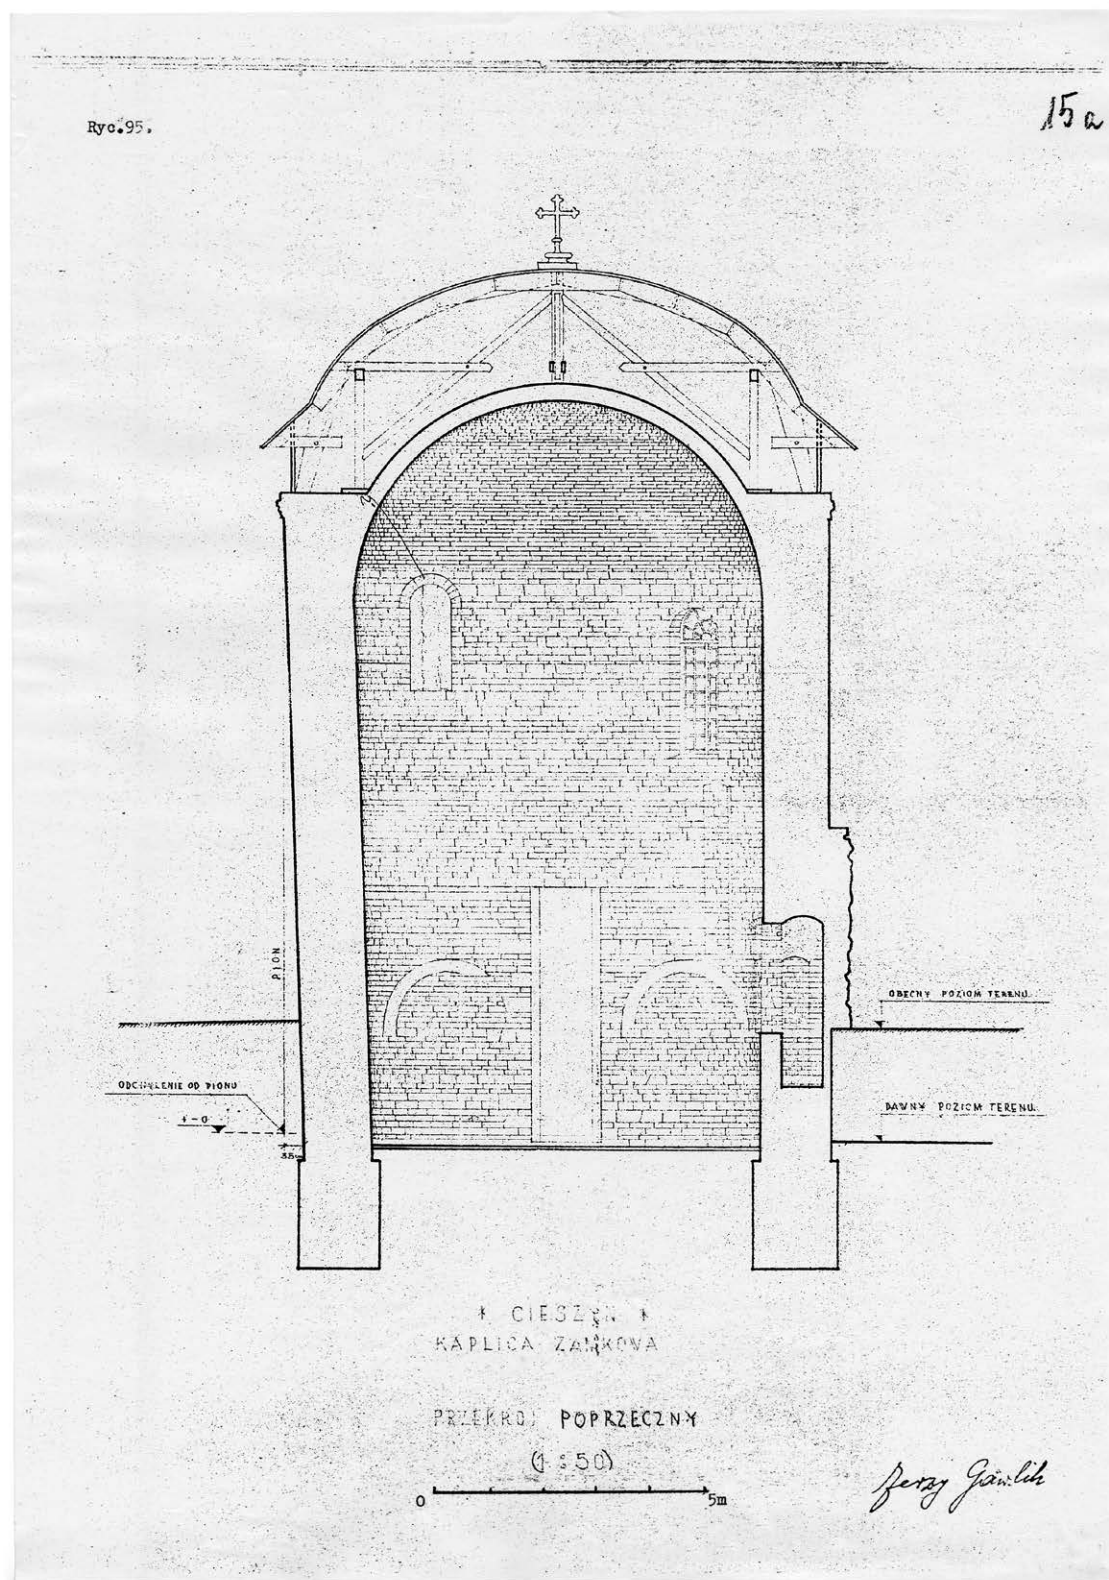 Ryc.95.
15a
PION
OBECNY POZIOM TERENU
ODCHYLENIE OD PIONU
DAWNY POZIOM TERENU
* CIESZYN *
KAPLICA ZAMKOWA
PRZEKRÓJ POPRZECZNY
(1:50)
0 5m
Jerzy Gawlik